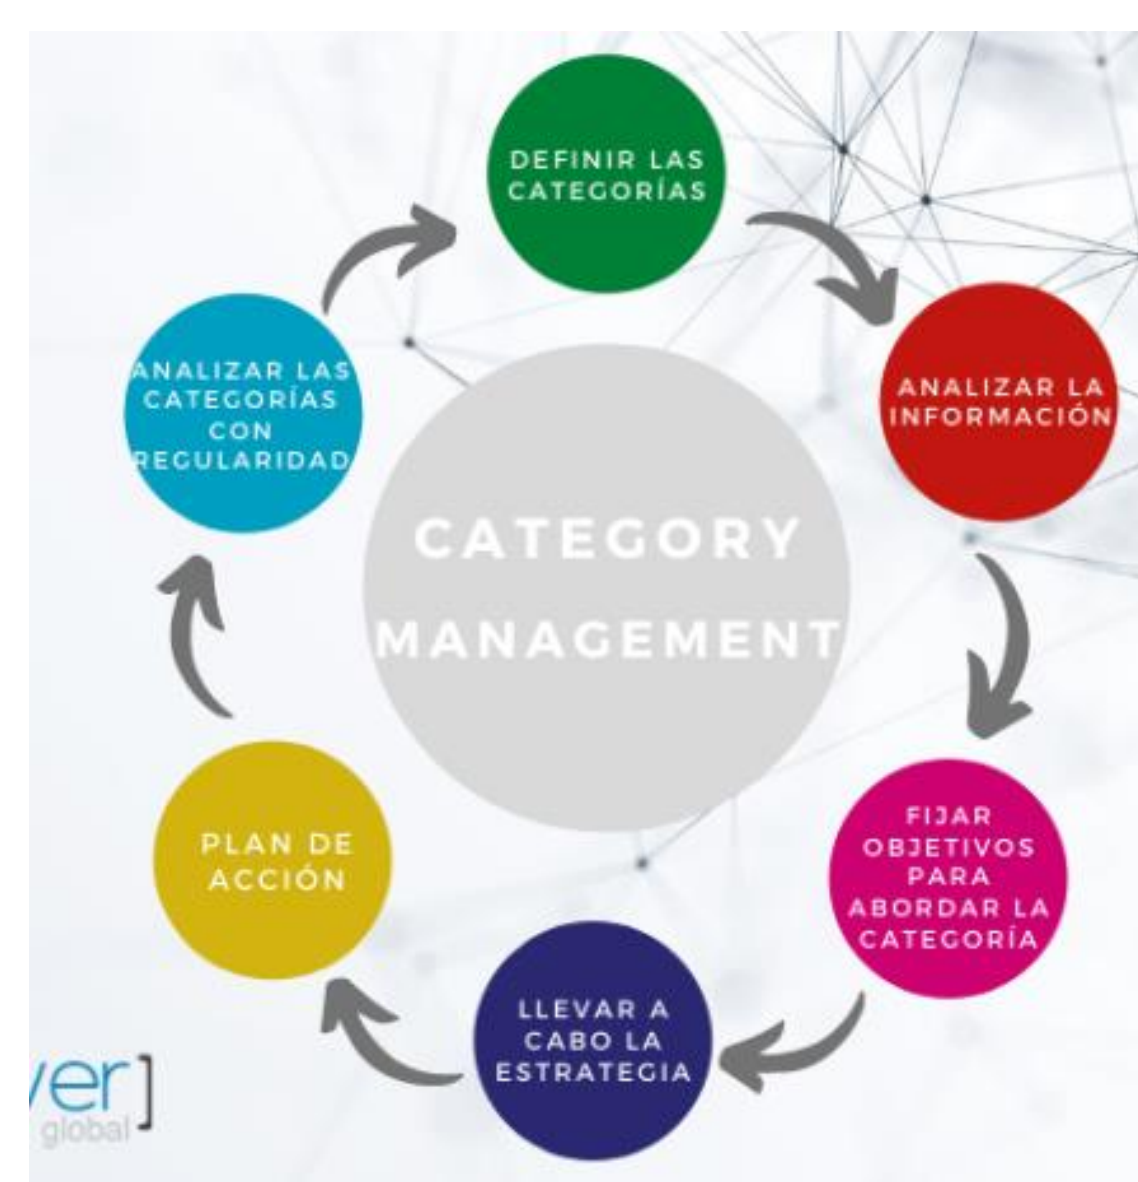 DEFINIR LAS
CATEGORÍAS
ANALIZAR LA
INFORMACIÓN
FIJAR
OBJETIVOS
PARA
ABORDAR LA
CATEGORÍA
LLEVAR A
CABO LA
ESTRATEGIA
PLAN DE
ACCIÓN
ANALIZAR LAS
CATEGORÍAS
CON
REGULARIDAD
CATEGORY
MANAGEMENT
ver]
global